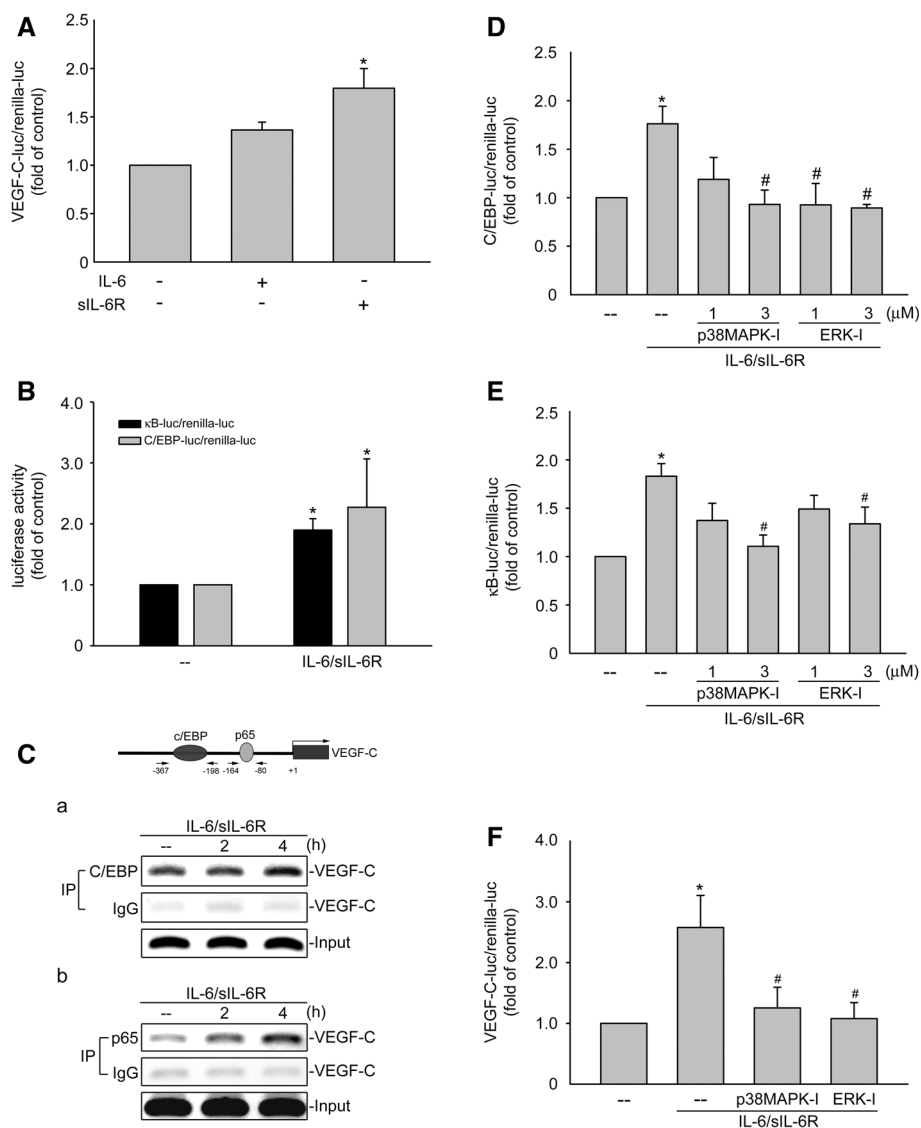 A
VEGF-C-luc/renilla-luc
(fold of control)
2.5
2.0
1.5
1.0
0.5
0
*
IL-6 - + -
sIL-6R - - +
B
luciferase activity
(fold of control)
4.0
3.0
2.0
1.0
0
κB-luc/renilla-luc
C/EBP-luc/renilla-luc
*
*
-- IL-6/sIL-6R
C
c/EBP p65
VEGF-C
-367 -198 -164 -80 +1
a
IL-6/sIL-6R
-- 2 4 (h)
IP
C/EBP -VEGF-C
IgG -VEGF-C
-Input
b
IL-6/sIL-6R
-- 2 4 (h)
IP
p65 -VEGF-C
IgG -VEGF-C
-Input
D
C/EBP-luc/renilla-luc
(fold of control)
2.5
2.0
1.5
1.0
0.5
0
*
# # #
-- -- 1 3 1 3 (μM)
p38MAPK-I ERK-I
IL-6/sIL-6R
E
κB-luc/renilla-luc
(fold of control)
2.5
2.0
1.5
1.0
0.5
0
*
# #
-- -- 1 3 1 3 (μM)
p38MAPK-I ERK-I
IL-6/sIL-6R
F
VEGF-C-luc/renilla-luc
(fold of control)
4.0
3.0
2.0
1.0
0
*
# #
-- -- p38MAPK-I ERK-I
IL-6/sIL-6R